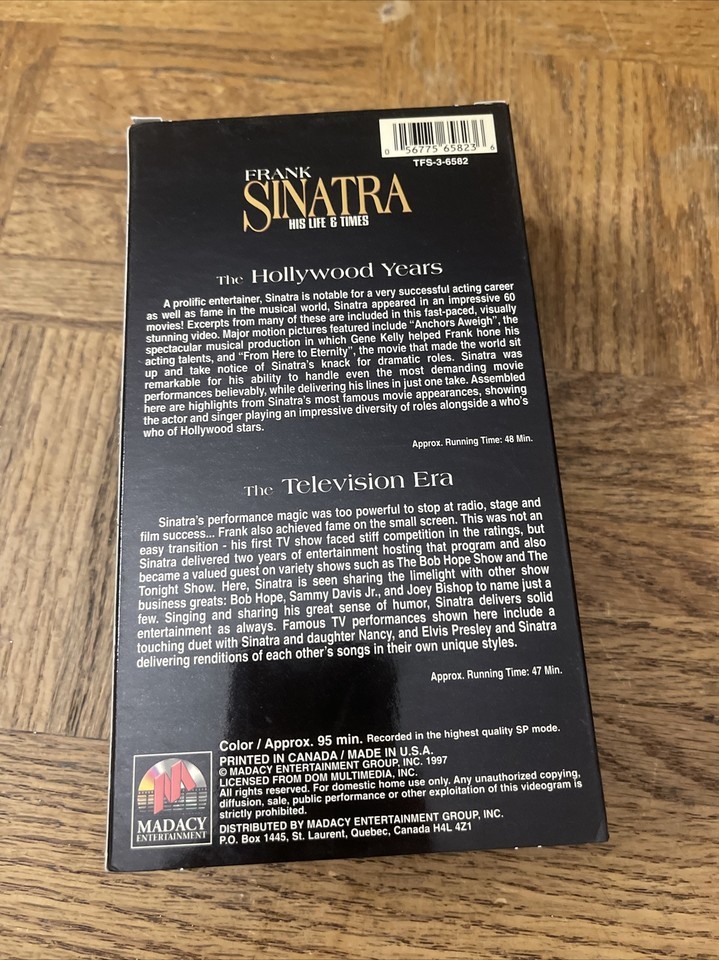 0 56775 65823 6
TFS-3-6582
FRANK
SINATRA
HIS LIFE & TIMES
The Hollywood Years
A prolific entertainer, Sinatra is notable for a very successful acting career
as well as fame in the musical world, Sinatra appeared in an impressive 60
movies! Excerpts from many of these are included in this fast-paced, visually
stunning video. Major motion pictures featured include "Anchors Aweigh", the
spectacular musical production in which Gene Kelly helped Frank hone his
acting talents, and "From Here to Eternity", the movie that made the world sit
up and take notice of Sinatra's knack for dramatic roles. Sinatra was
remarkable for his ability to handle even the most demanding movie
performances believably, while delivering his lines in just one take. Assembled
here are highlights from Sinatra's most famous movie appearances, showing
the actor and singer playing an impressive diversity of roles alongside a who's
who of Hollywood stars.
Approx. Running Time: 48 Min.
The Television Era
Sinatra's performance magic was too powerful to stop at radio, stage and
film success... Frank also achieved fame on the small screen. This was not an
easy transition - his first TV show faced stiff competition in the ratings, but
Sinatra delivered two years of entertainment hosting that program and also
became a valued guest on variety shows such as The Bob Hope Show and The
Tonight Show. Here, Sinatra is seen sharing the limelight with other show
business greats: Bob Hope, Sammy Davis Jr., and Joey Bishop to name just a
few. Singing and sharing his great sense of humor, Sinatra delivers solid
entertainment as always. Famous TV performances shown here include a
touching duet with Sinatra and daughter Nancy, and Elvis Presley and Sinatra
delivering renditions of each other's songs in their own unique styles.
Approx. Running Time: 47 Min.
Color / Approx. 95 min. Recorded in the highest quality SP mode.
PRINTED IN CANADA / MADE IN U.S.A.
© MADACY ENTERTAINMENT GROUP, INC. 1997
LICENSED FROM DOM MULTIMEDIA, INC.
All rights reserved. For domestic home use only. Any unauthorized copying,
diffusion, sale, public performance or other exploitation of this videogram is
strictly prohibited.
DISTRIBUTED BY MADACY ENTERTAINMENT GROUP, INC.
P.O. Box 1445, St. Laurent, Quebec, Canada H4L 4Z1
MADACY
ENTERTAINMENT